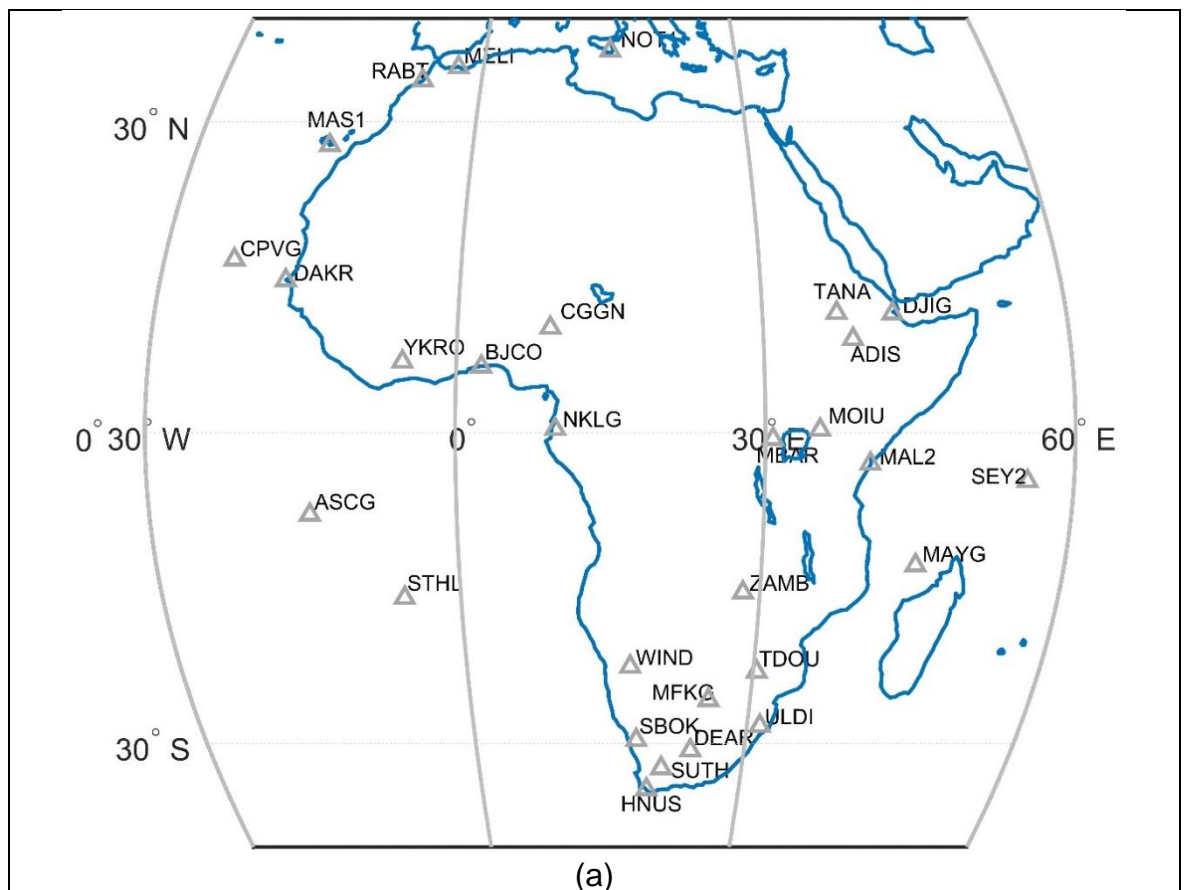 NOT1
MELI
RABT
30° N
MAS1
CPVG
DAKR
TANA
DJIG
CGGN
ADIS
YKRO
BJCO
NKLG
MOIU
0° 30° W
0°
30° E
60° E
MBAR
MAL2
SEY2
ASCG
MAYG
STHL
ZAMB
WIND
TDOU
MFKG
ULDI
SBOK
DEAR
30° S
SUTH
HNUS
(a)